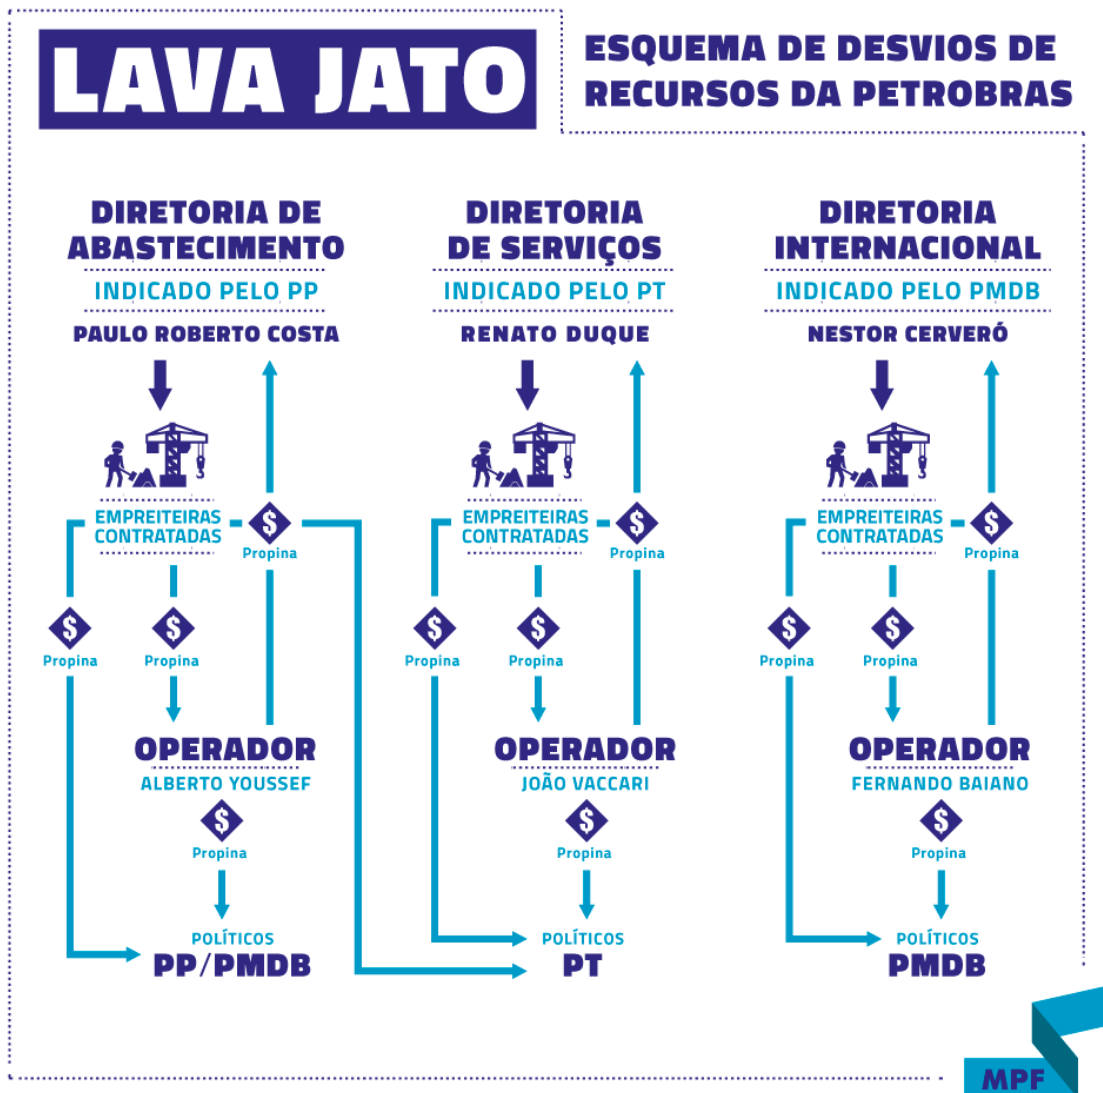 LAVA JATO
ESQUEMA DE DESVIOS DE
RECURSOS DA PETROBRAS
DIRETORIA DE
ABASTECIMENTO
INDICADO PELO PP
PAULO ROBERTO COSTA
EMPREITEIRAS
CONTRATADAS
$
Propina
$
Propina
$
Propina
OPERADOR
ALBERTO YOUSSEF
$
Propina
POLÍTICOS
PP/PMDB
DIRETORIA
DE SERVIÇOS
INDICADO PELO PT
RENATO DUQUE
EMPREITEIRAS
CONTRATADAS
$
Propina
$
Propina
$
Propina
OPERADOR
JOÃO VACCARI
$
Propina
POLÍTICOS
PT
DIRETORIA
INTERNACIONAL
INDICADO PELO PMDB
NESTOR CERVERÓ
EMPREITEIRAS
CONTRATADAS
$
Propina
$
Propina
$
Propina
OPERADOR
FERNANDO BAIANO
$
Propina
POLÍTICOS
PMDB
MPF